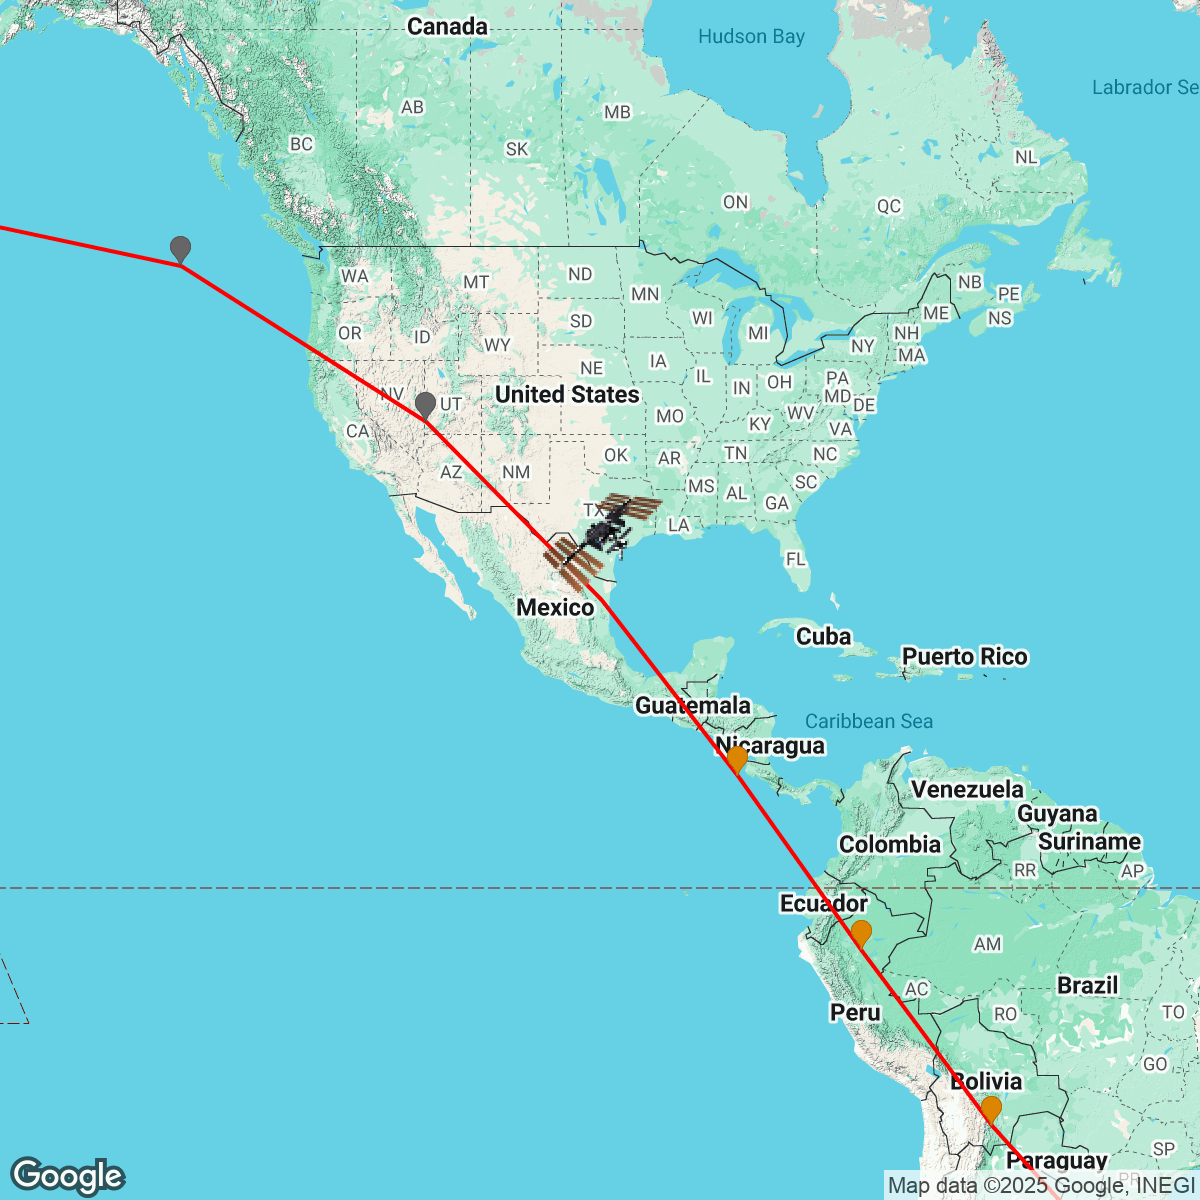 Canada
Hudson Bay
Labrador Se
AB
MB
BC
SK
NL
ON
QC
WA
MT
ND
NB
MN
PE
ME
NS
OR
ID
SD
WI
MI
NH
WY
NY
MA
NE
IA
IL
IN
OH
PA
NV
UT
United States
MD
DE
MO
KY
WV
CA
VA
AZ
NM
OK
AR
TN
NC
MS
AL
SC
GA
TX
LA
FL
Mexico
Cuba
Puerto Rico
Guatemala
Caribbean Sea
Nicaragua
Venezuela
Guyana
Suriname
Colombia
RR
AP
Ecuador
AM
AC
Brazil
Peru
RO
TO
GO
Bolivia
SP
Paraguay
PR
Google
Map data ©2025 Google, INEGI